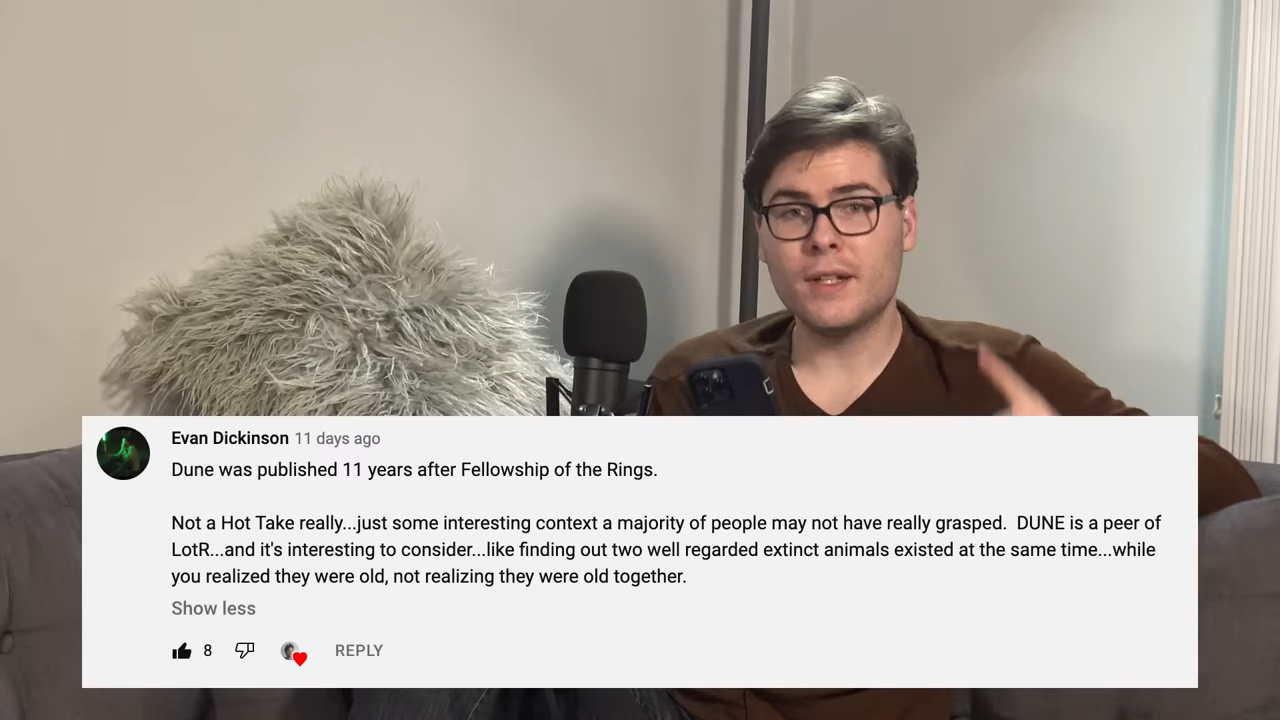 Evan Dickinson 11 days ago
Dune was published 11 years after Fellowship of the Rings.
Not a Hot Take really...just some interesting context a majority of people may not have really grasped.  DUNE is a peer of
LotR...and it's interesting to consider...like finding out two well regarded extinct animals existed at the same time...while
you realized they were old, not realizing they were old together.
Show less
8 REPLY